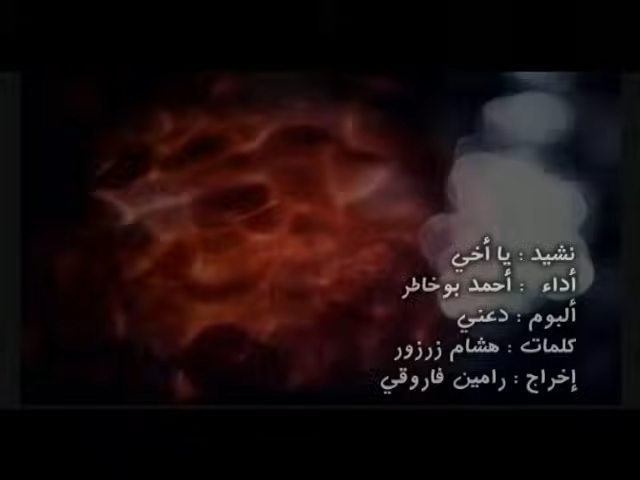 نشيد : يا أخي
أداء : أحمد بوخاطر
ألبوم : دعني
كلمات : هشام زرزور
إخراج : رامين فاروقي